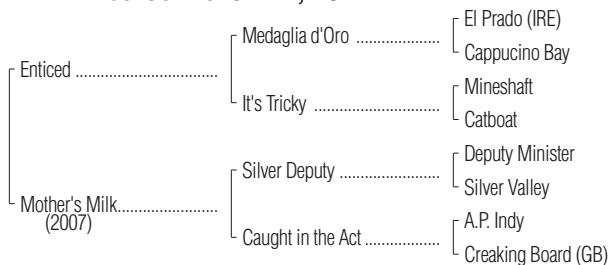 El Prado (IRE)
Medaglia d'Oro ....................
Cappucino Bay
Enticed ..................................
Mineshaft
It's Tricky ..............................
Catboat
Deputy Minister
Silver Deputy ........................
Silver Valley
Mother's Milk........................
(2007)
A.P. Indy
Caught in the Act ..................
Creaking Board (GB)